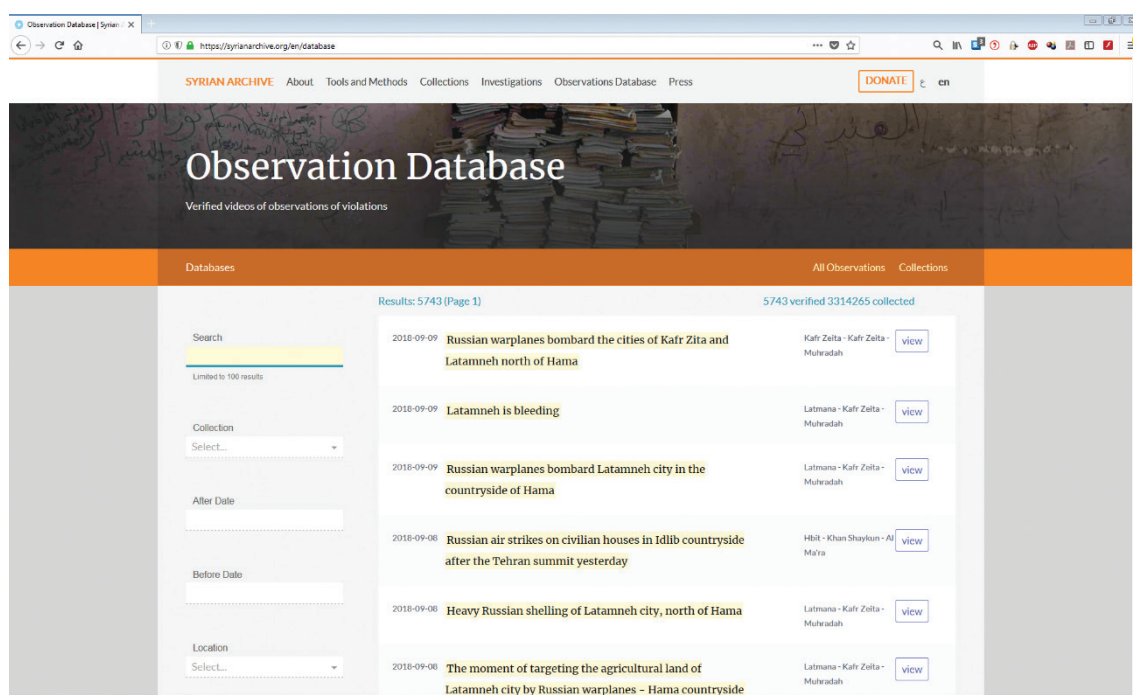 Observation Database | Syrian
https://syrianarchive.org/en/database
SYRIAN ARCHIVE About Tools and Methods Collections Investigations Observations Database Press DONATE ع en
Observation Database
Verified videos of observations of violations
Databases All Observations Collections
Results: 5743 (Page 1) 5743 verified 3314265 collected
Search
Limited to 100 results
Collection
Select...
After Date
Before Date
Location
Select...
2018-09-09 Russian warplanes bombard the cities of Kafr Zita and Latamneh north of Hama
Kafr Zeita - Kafr Zeita - Muhradah
view
2018-09-09 Latamneh is bleeding
Latmana - Kafr Zeita - Muhradah
view
2018-09-09 Russian warplanes bombard Latamneh city in the countryside of Hama
Latmana - Kafr Zeita - Muhradah
view
2018-09-08 Russian air strikes on civilian houses in Idlib countryside after the Tehran summit yesterday
Hbit - Khan Shaykun - Al Ma'ra
view
2018-09-08 Heavy Russian shelling of Latamneh city, north of Hama
Latmana - Kafr Zeita - Muhradah
view
2018-09-08 The moment of targeting the agricultural land of Latamneh city by Russian warplanes - Hama countryside
Latmana - Kafr Zeita - Muhradah
view